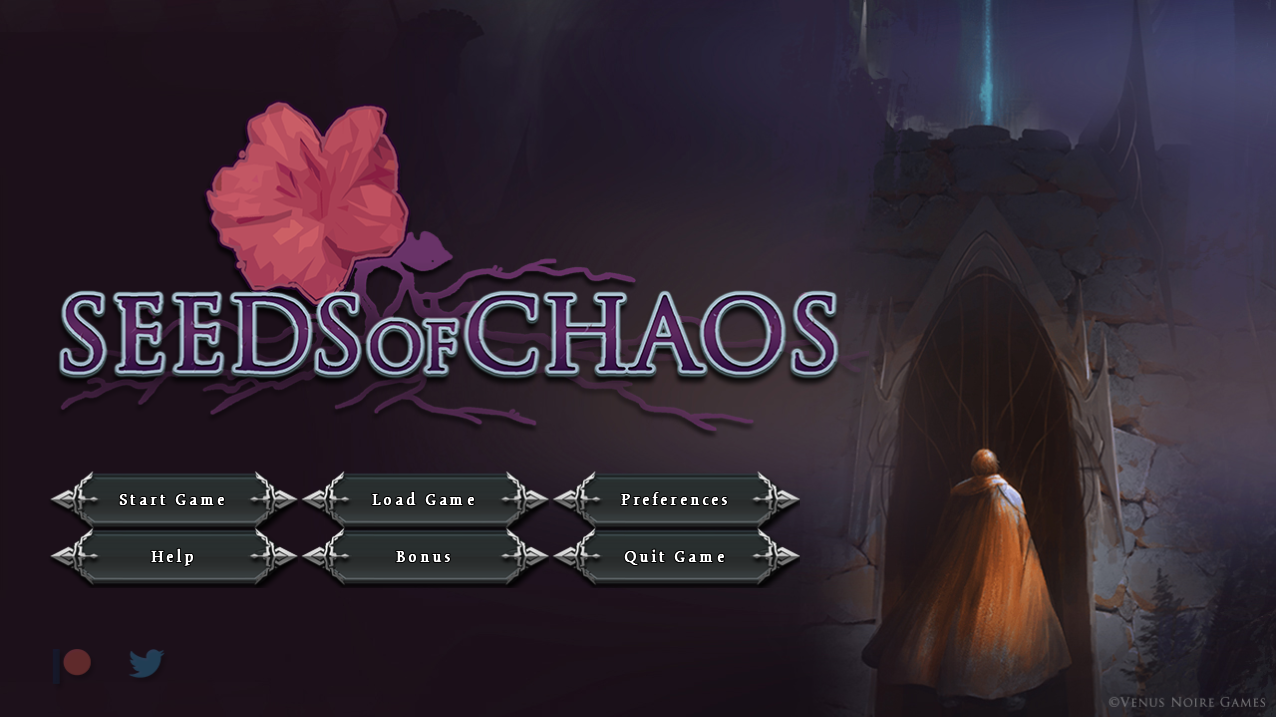 SEEDS OF CHAOS
Start Game
Load Game
Preferences
Help
Bonus
Quit Game
©VENUS NOIRE GAMES